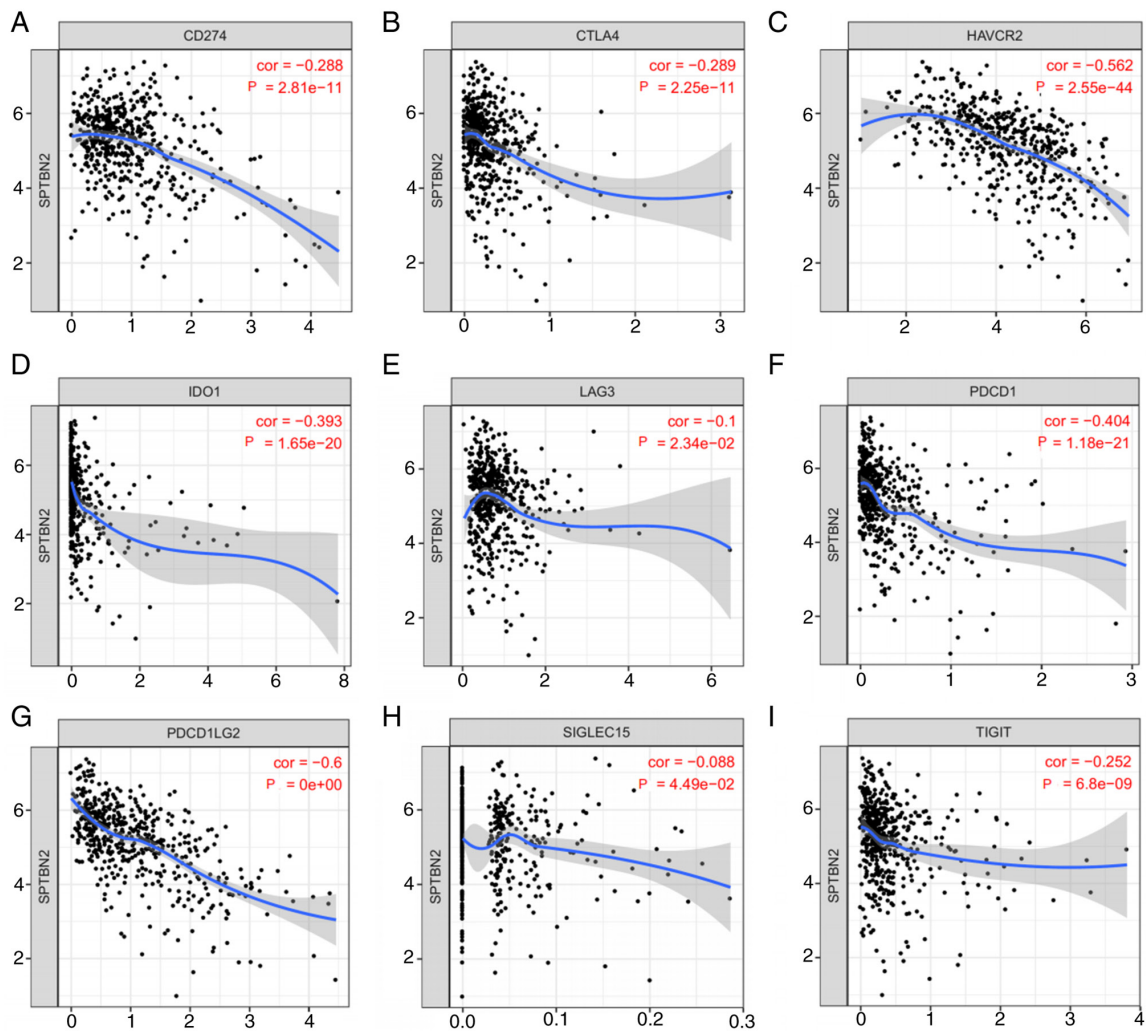 A
CD274
cor = −0.288
P = 2.81e−11
SPTBN2
6
4
2
0 1 2 3 4
B
CTLA4
cor = −0.289
P = 2.25e−11
SPTBN2
6
4
2
0 1 2 3
C
HAVCR2
cor = −0.562
P = 2.55e−44
SPTBN2
6
4
2
2 4 6
D
IDO1
cor = −0.393
P = 1.65e−20
SPTBN2
6
4
2
0 2 4 6 8
E
LAG3
cor = −0.1
P = 2.34e−02
SPTBN2
6
4
2
0 2 4 6
F
PDCD1
cor = −0.404
P = 1.18e−21
SPTBN2
6
4
2
0 1 2 3
G
PDCD1LG2
cor = −0.6
P = 0e+00
SPTBN2
6
4
2
0 1 2 3 4
H
SIGLEC15
cor = −0.088
P = 4.49e−02
SPTBN2
6
4
2
0.0 0.1 0.2 0.3
I
TIGIT
cor = −0.252
P = 6.8e−09
SPTBN2
6
4
2
0 1 2 3 4